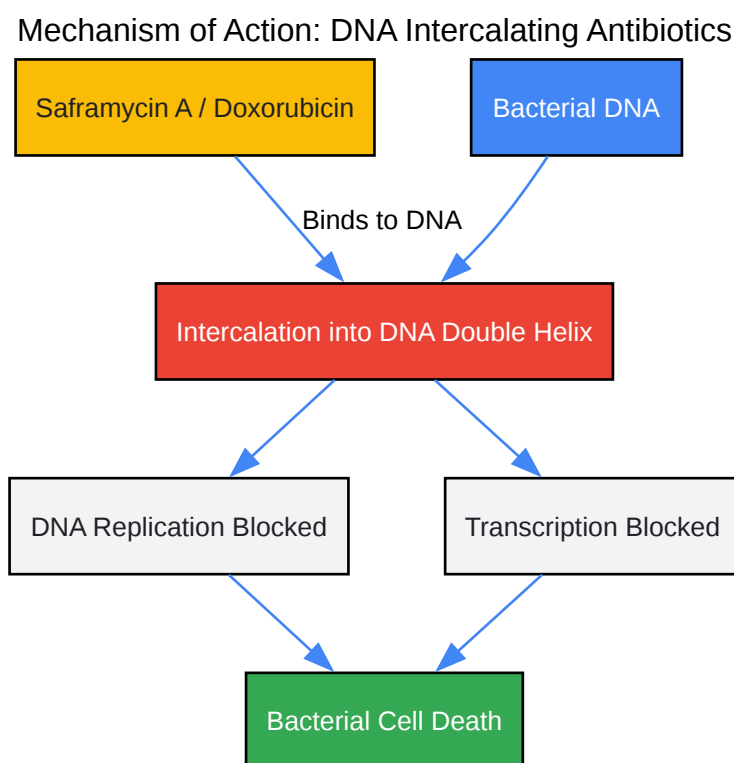 Mechanism of Action: DNA Intercalating Antibiotics
Saframycin A / Doxorubicin
Bacterial DNA
Binds to DNA
Intercalation into DNA Double Helix
DNA Replication Blocked
Transcription Blocked
Bacterial Cell Death